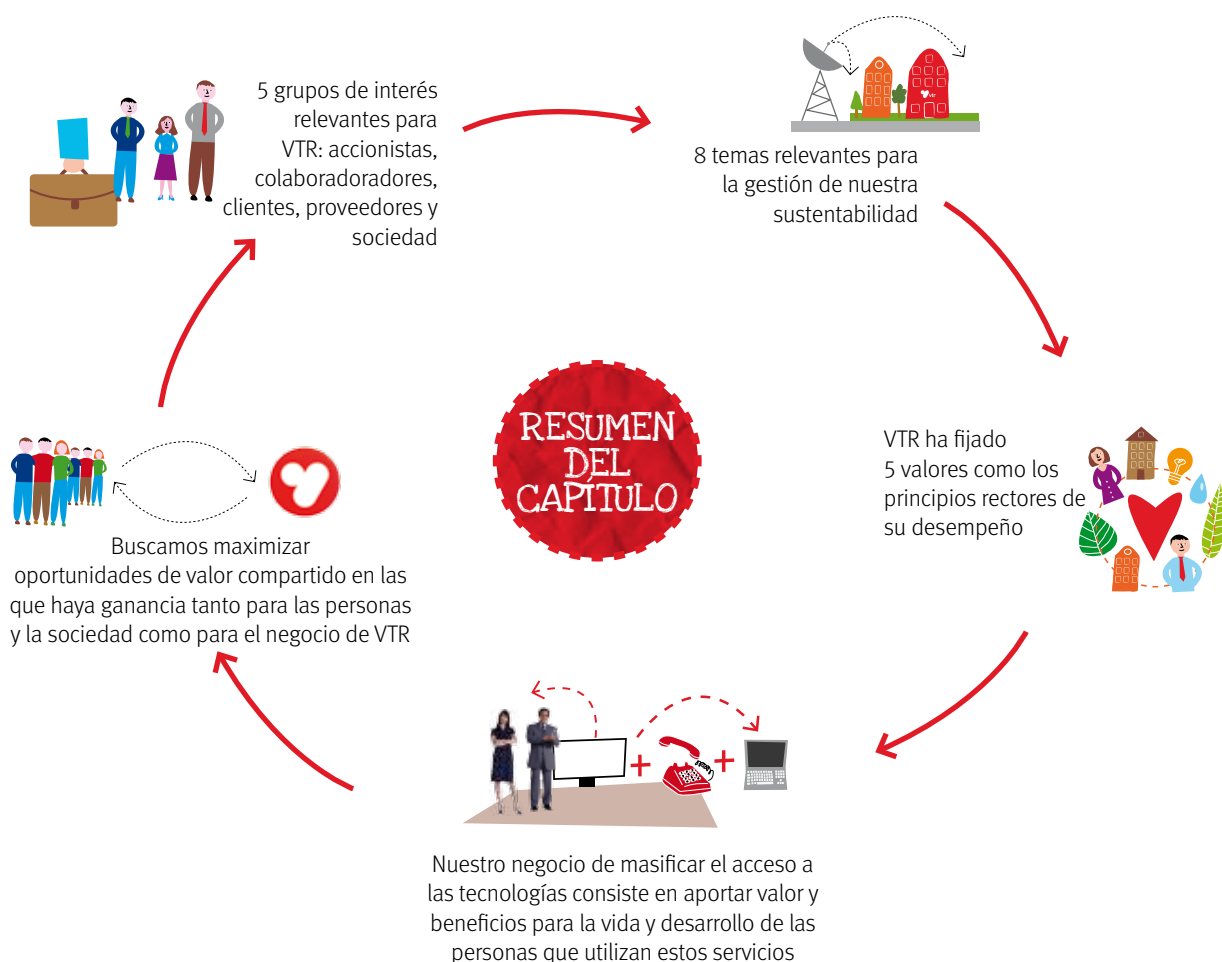 5 grupos de interés
relevantes para
VTR: accionistas,
colaboradoradores,
clientes, proveedores y
sociedad
8 temas relevantes para
la gestión de nuestra
sustentabilidad
vtr
RESUMEN
DEL
CAPITULO
VTR ha fijado
5 valores como los
principios rectores de
su desempeño
Buscamos maximizar
oportunidades de valor compartido en las
que haya ganancia tanto para las personas
y la sociedad como para el negocio de VTR
+
+
Nuestro negocio de masificar el acceso a
las tecnologías consiste en aportar valor y
beneficios para la vida y desarrollo de las
personas que utilizan estos servicios